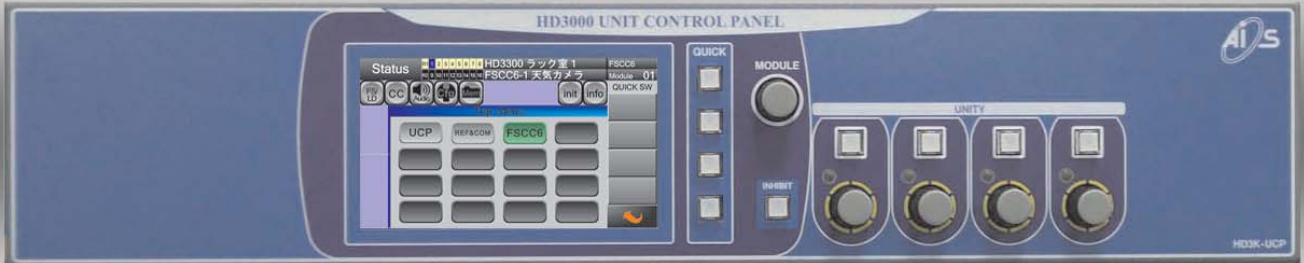 HD3000 UNIT CONTROL PANEL
AIS
QUICK
MODULE
Status
HD3300 ラック室 1
FSCC6-1 天気カメラ
FSCC6
Module 01
QUICK SW
CC
Audio
init
info
UCP
REF&COM
FSCC6
UNITY
INHIBIT
HD3K-UCP